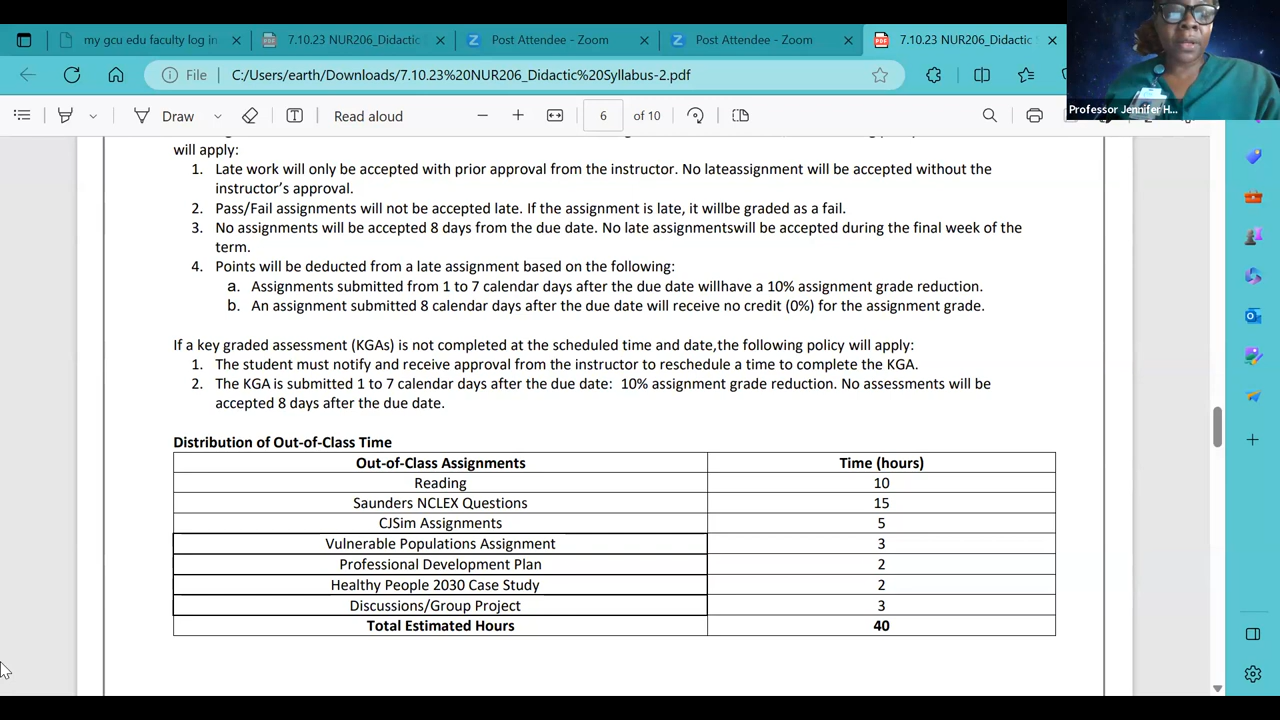 my gcu edu faculty log in
7.10.23 NUR206_Didactic
Post Attendee - Zoom
Post Attendee - Zoom
7.10.23 NUR206_Didactic
File
C:/Users/earth/Downloads/7.10.23%20NUR206_Didactic%20Syllabus-2.pdf
Professor Jennifer H...
Draw
Read aloud
6
of 10
will apply:
1. Late work will only be accepted with prior approval from the instructor. No lateassignment will be accepted without the
instructor's approval.
2. Pass/Fail assignments will not be accepted late. If the assignment is late, it willbe graded as a fail.
3. No assignments will be accepted 8 days from the due date. No late assignmentswill be accepted during the final week of the
term.
4. Points will be deducted from a late assignment based on the following:
a. Assignments submitted from 1 to 7 calendar days after the due date willhave a 10% assignment grade reduction.
b. An assignment submitted 8 calendar days after the due date will receive no credit (0%) for the assignment grade.
If a key graded assessment (KGAs) is not completed at the scheduled time and date,the following policy will apply:
1. The student must notify and receive approval from the instructor to reschedule a time to complete the KGA.
2. The KGA is submitted 1 to 7 calendar days after the due date: 10% assignment grade reduction. No assessments will be
accepted 8 days after the due date.
Distribution of Out-of-Class Time
Out-of-Class Assignments Time (hours)
Reading 10
Saunders NCLEX Questions 15
CJSim Assignments 5
Vulnerable Populations Assignment 3
Professional Development Plan 2
Healthy People 2030 Case Study 2
Discussions/Group Project 3
Total Estimated Hours 40